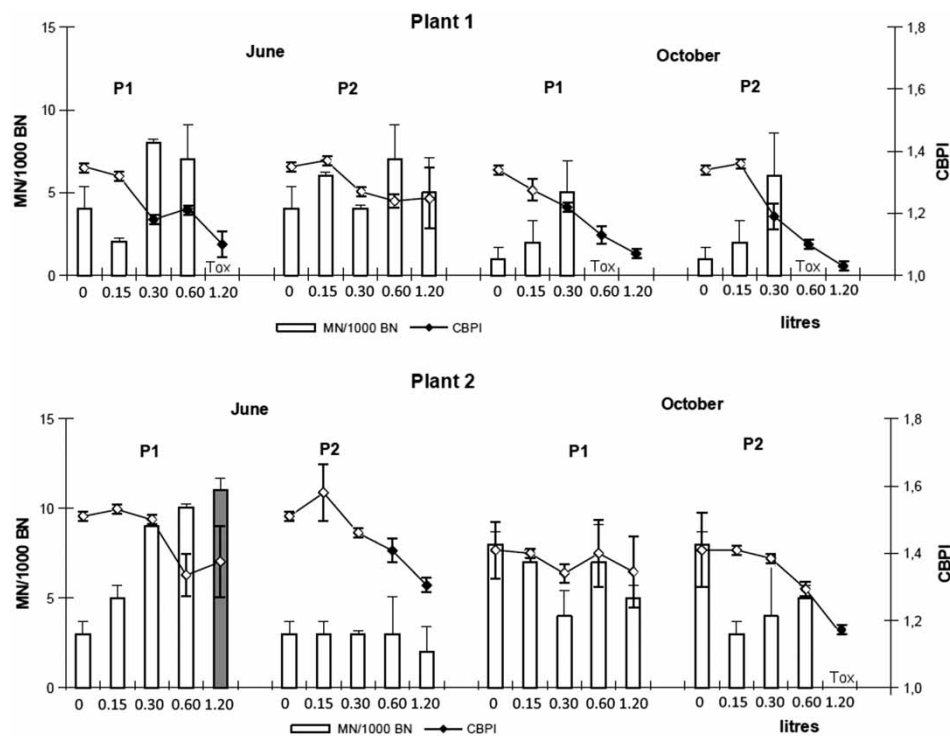 Plant 1
June
October
P1
P2
P1
P2
MN/1000 BN
15
10
5
0
CBPI
1,8
1,6
1,4
1,2
1,0
Tox
Tox
Tox
0 0.15 0.30 0.60 1.20
0 0.15 0.30 0.60 1.20
0 0.15 0.30 0.60 1.20
0 0.15 0.30 0.60 1.20
litres
MN/1000 BN CBPI
Plant 2
June
October
P1
P2
P1
P2
MN/1000 BN
15
10
5
0
CBPI
1,8
1,6
1,4
1,2
1,0
Tox
0 0.15 0.30 0.60 1.20
0 0.15 0.30 0.60 1.20
0 0.15 0.30 0.60 1.20
0 0.15 0.30 0.60 1.20
litres
MN/1000 BN CBPI